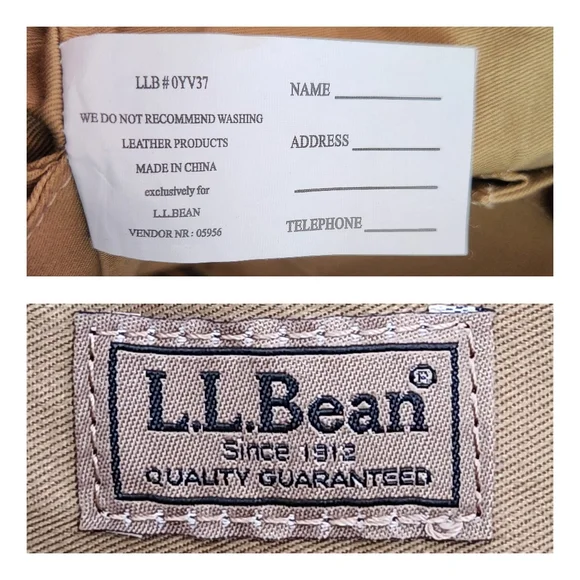 LLB # 0YV37
WE DO NOT RECOMMEND WASHING
LEATHER PRODUCTS
MADE IN CHINA
exclusively for
L.L.BEAN
VENDOR NR : 05956
NAME
ADDRESS
TELEPHONE
L.L.Bean®
Since 1912
QUALITY GUARANTEED